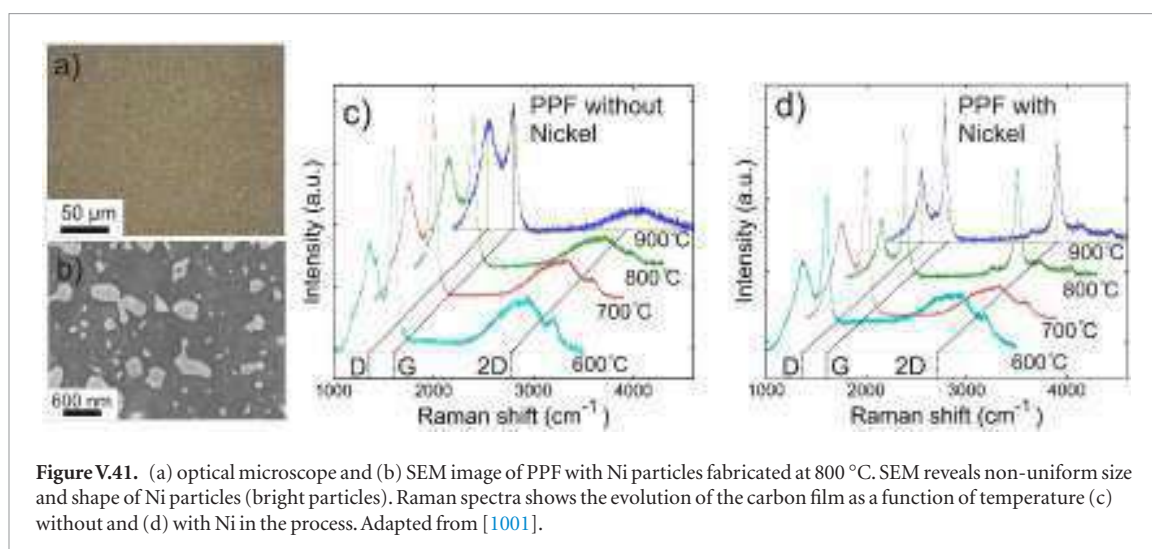 a)
50 µm
b)
600 nm
c)
PPF without
Nickel
Intensity (a.u.)
900°C
800°C
700°C
600°C
D
G
2D
1000
2000
3000
4000
Raman shift (cm⁻¹)
d)
PPF with
Nickel
Intensity (a.u.)
900°C
800°C
700°C
600°C
D
G
2D
1000
2000
3000
4000
Raman shift (cm⁻¹)
Figure V.41. (a) optical microscope and (b) SEM image of PPF with Ni particles fabricated at 800 °C. SEM reveals non-uniform size
and shape of Ni particles (bright particles). Raman spectra shows the evolution of the carbon film as a function of temperature (c)
without and (d) with Ni in the process. Adapted from [1001].